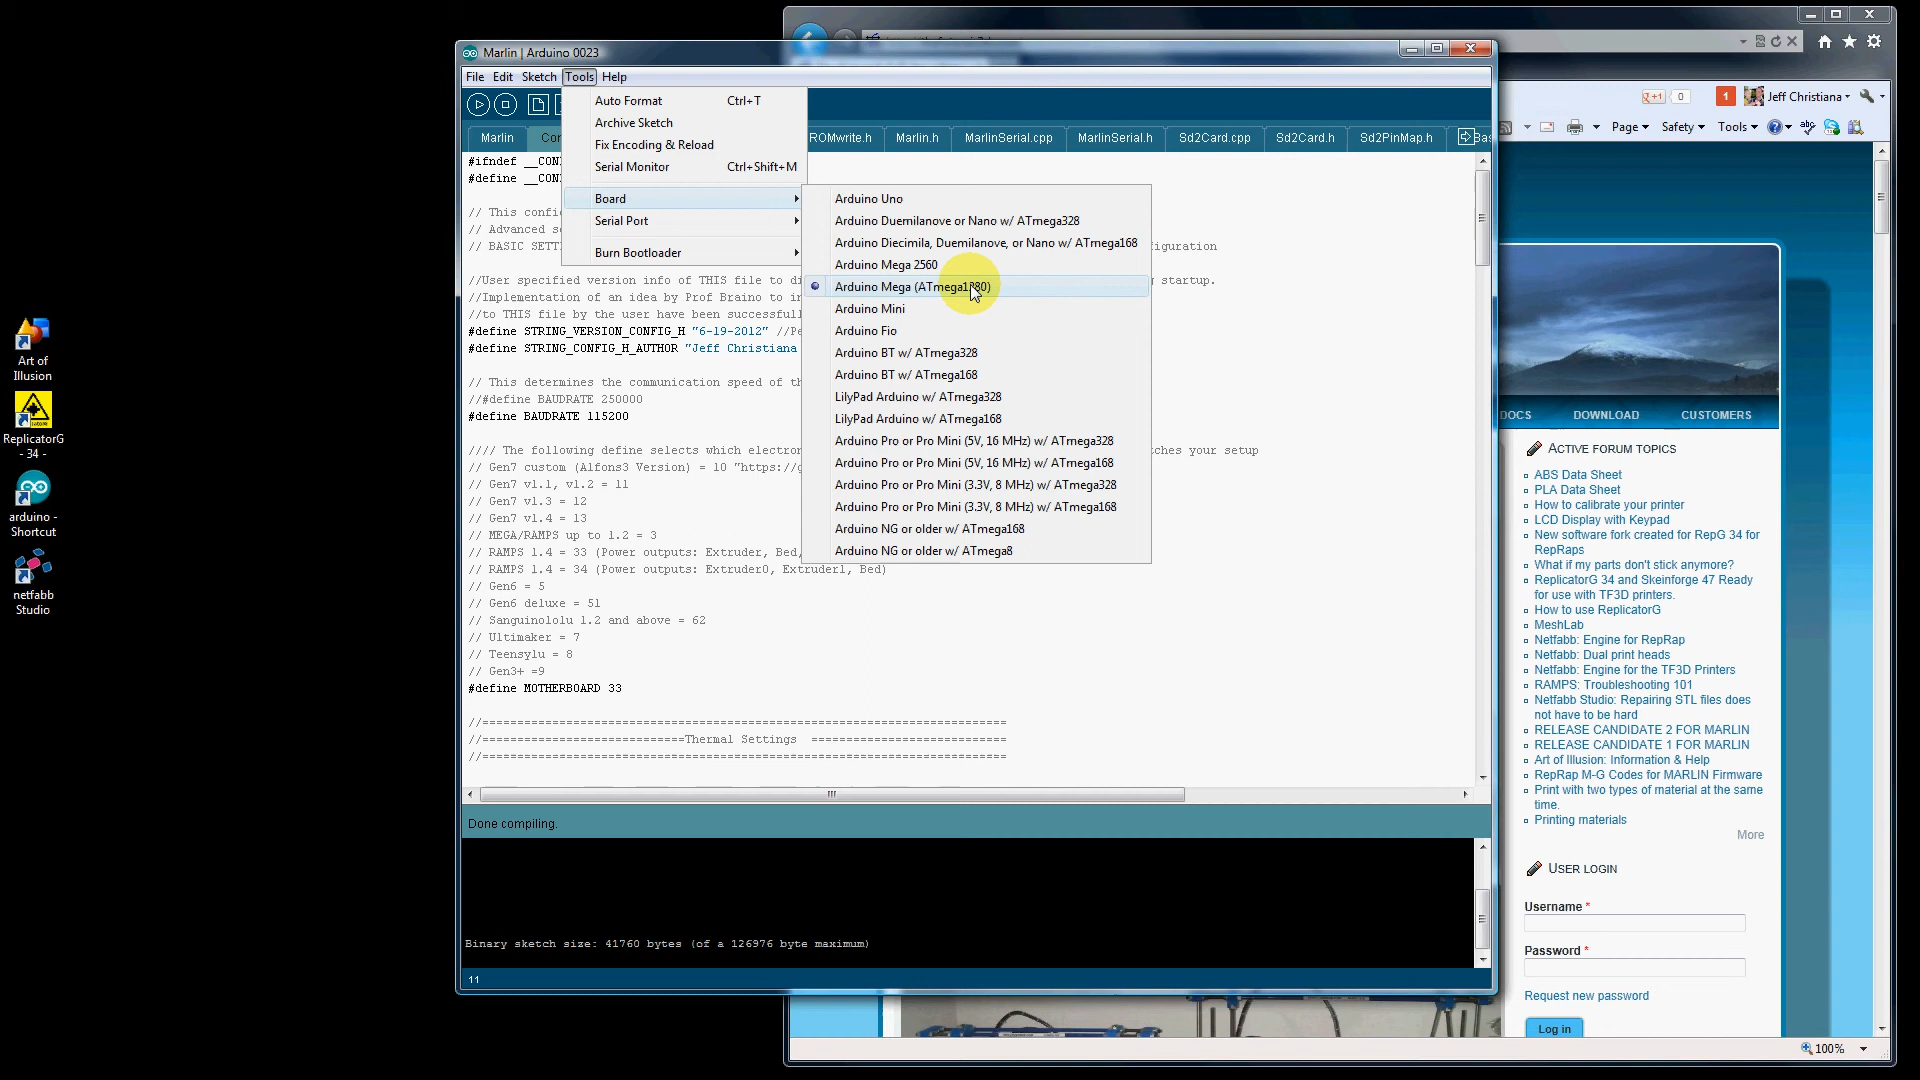 Marlin | Arduino 0023
File Edit Sketch Tools Help
Auto Format Ctrl+T
Archive Sketch
Fix Encoding & Reload
Serial Monitor Ctrl+Shift+M
Board
Serial Port
Burn Bootloader
Marlin
ROMwrite.h Marlin.h MarlinSerial.cpp MarlinSerial.h Sd2Card.cpp Sd2Card.h Sd2PinMap.h
Arduino Uno
Arduino Duemilanove or Nano w/ ATmega328
Arduino Diecimila, Duemilanove, or Nano w/ ATmega168
Arduino Mega 2560
Arduino Mega (ATmega1280)
Arduino Mini
Arduino Fio
Arduino BT w/ ATmega328
Arduino BT w/ ATmega168
LilyPad Arduino w/ ATmega328
LilyPad Arduino w/ ATmega168
Arduino Pro or Pro Mini (5V, 16 MHz) w/ ATmega328
Arduino Pro or Pro Mini (5V, 16 MHz) w/ ATmega168
Arduino Pro or Pro Mini (3.3V, 8 MHz) w/ ATmega328
Arduino Pro or Pro Mini (3.3V, 8 MHz) w/ ATmega168
Arduino NG or older w/ ATmega168
Arduino NG or older w/ ATmega8
#ifndef __CON
#define __CON
// This confi
// Advanced s
// BASIC SETT iguration
//User specified version info of THIS file to di g startup.
//Implementation of an idea by Prof Braino to in
//to THIS file by the user have been successfull
#define STRING_VERSION_CONFIG_H "6-19-2012" //Pe
#define STRING_CONFIG_H_AUTHOR "Jeff Christiana
// This determines the communication speed of th
//#define BAUDRATE 250000
#define BAUDRATE 115200
//// The following define selects which electron tches your setup
// Gen7 custom (Alfons3 Version) = 10 "https://g
// Gen7 v1.1, v1.2 = 11
// Gen7 v1.3 = 12
// Gen7 v1.4 = 13
// MEGA/RAMPS up to 1.2 = 3
// RAMPS 1.4 = 33 (Power outputs: Extruder, Bed,
// RAMPS 1.4 = 34 (Power outputs: Extruder0, Extruder1, Bed)
// Gen6 = 5
// Gen6 deluxe = 51
// Sanguinololu 1.2 and above = 62
// Ultimaker = 7
// Teensylu = 8
// Gen3+ =9
#define MOTHERBOARD 33
//==============================================================
//=========================Thermal Settings =======================
//==============================================================
Done compiling.
Binary sketch size: 41760 bytes (of a 126976 byte maximum)
11
Art of
Illusion
ReplicatorG
- 34 -
arduino -
Shortcut
netfabb
Studio
+1 0 1 Jeff Christiana
Page Safety Tools
DOCS DOWNLOAD CUSTOMERS
ACTIVE FORUM TOPICS
ABS Data Sheet
PLA Data Sheet
How to calibrate your printer
LCD Display with Keypad
New software fork created for RepG 34 for
RepRaps
What if my parts don't stick anymore?
ReplicatorG 34 and Skeinforge 47 Ready
for use with TF3D printers.
How to use ReplicatorG
MeshLab
Netfabb: Engine for RepRap
Netfabb: Dual print heads
Netfabb: Engine for the TF3D Printers
RAMPS: Troubleshooting 101
Netfabb Studio: Repairing STL files does
not have to be hard
RELEASE CANDIDATE 2 FOR MARLIN
RELEASE CANDIDATE 1 FOR MARLIN
Art of Illusion: Information & Help
RepRap M-G Codes for MARLIN Firmware
Print with two types of material at the same
time.
Printing materials
More
USER LOGIN
Username *
Password *
Request new password
Log in
100%